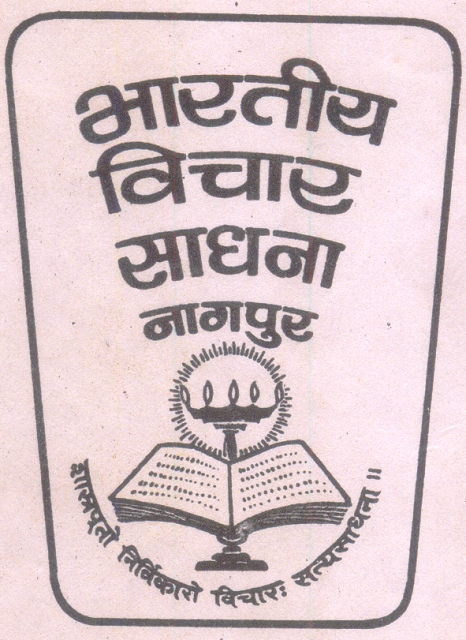 भारतीय
विचार
साधना
नागपुर
शास्त्रपूतो निर्विकारो विचारः सत्यसाधना ॥